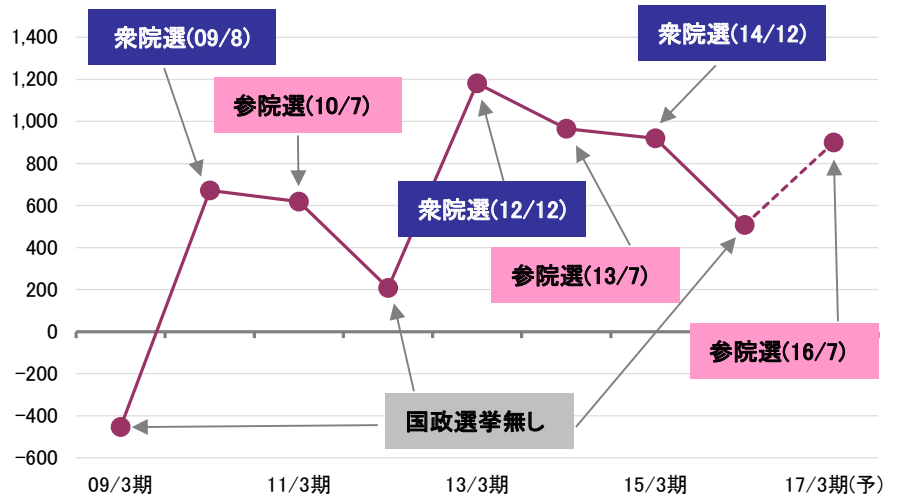 衆院選(09/8)
衆院選(14/12)
参院選(10/7)
衆院選(12/12)
参院選(13/7)
参院選(16/7)
国政選挙無し
1,400
1,200
1,000
800
600
400
200
0
-200
-400
-600
09/3期
11/3期
13/3期
15/3期
17/3期(予)